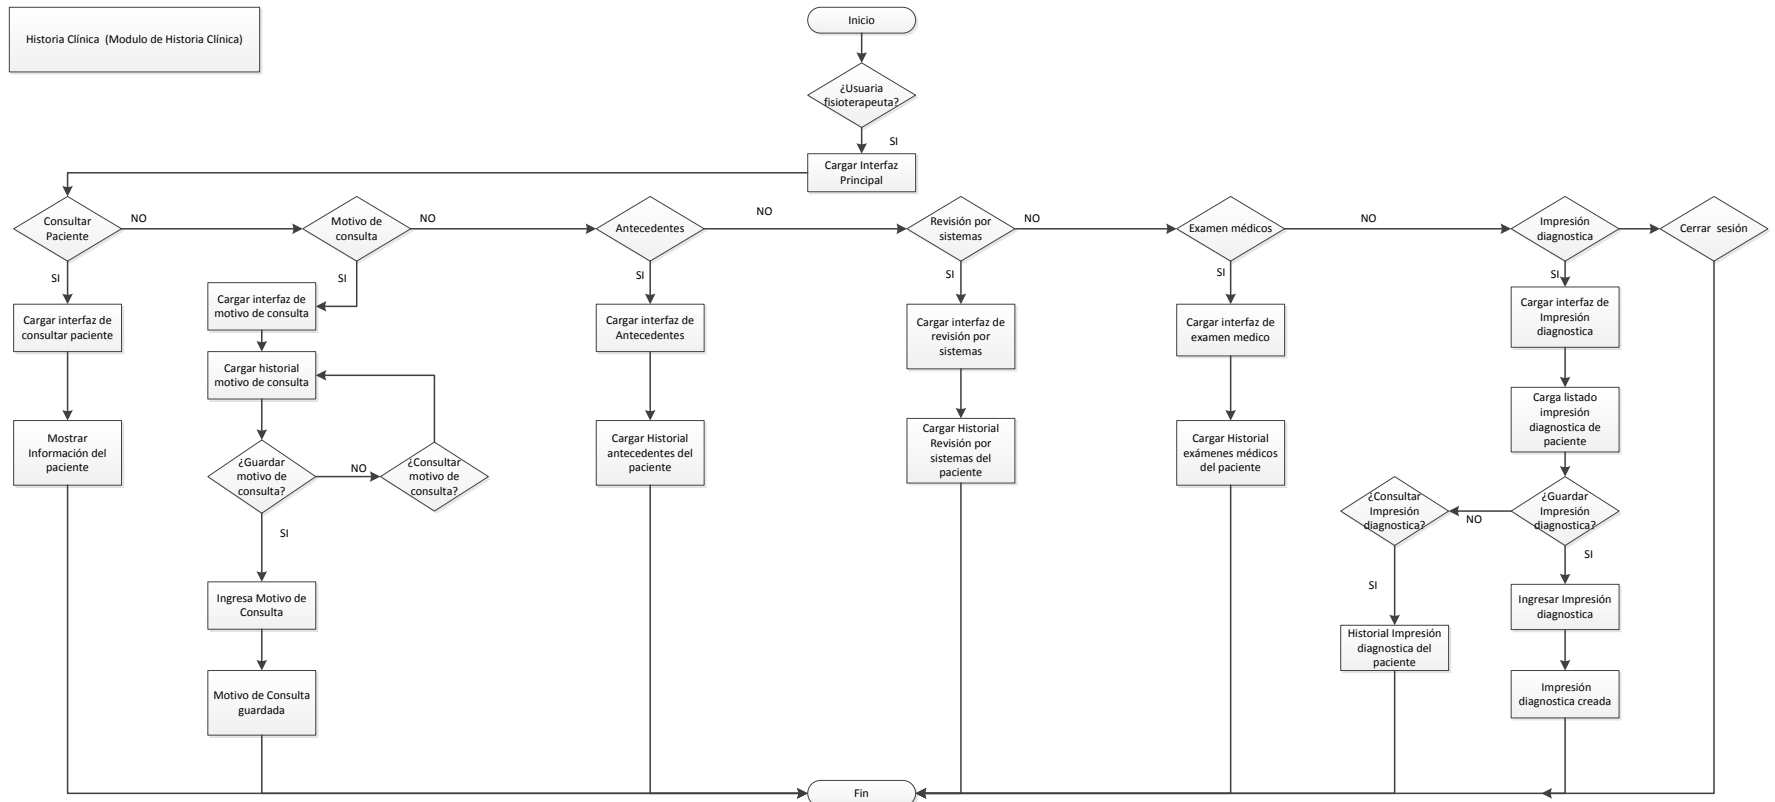 Historia Clínica  (Modulo de Historia Clínica)
Inicio
¿Usuaria
fisioterapeuta?
SI
Cargar Interfaz
Principal
Consultar
Paciente
NO
Motivo de
consulta
NO
Antecedentes
NO
Revisión por
sistemas
NO
Examen médicos
NO
Impresión
diagnostica
Cerrar  sesión
SI
SI
SI
SI
SI
SI
Cargar interfaz de
consultar paciente
Cargar interfaz de
motivo de consulta
Cargar interfaz de
Antecedentes
Cargar interfaz de
revisión por
sistemas
Cargar interfaz de
examen medico
Cargar interfaz de
Impresión
diagnostica
Cargar historial
motivo de consulta
Carga listado
impresión
diagnostica de
paciente
Mostrar
Información del
paciente
¿Guardar
motivo de
consulta?
NO
¿Consultar
motivo de
consulta?
Cargar Historial
antecedentes del
paciente
Cargar Historial
Revisión por
sistemas del
paciente
Cargar Historial
exámenes médicos
del paciente
¿Consultar
Impresión
diagnostica?
NO
¿Guardar
Impresión
diagnostica?
SI
SI
SI
Ingresa Motivo de
Consulta
Ingresar Impresión
diagnostica
Historial Impresión
diagnostica del
paciente
Motivo de Consulta
guardada
Impresión
diagnostica creada
Fin